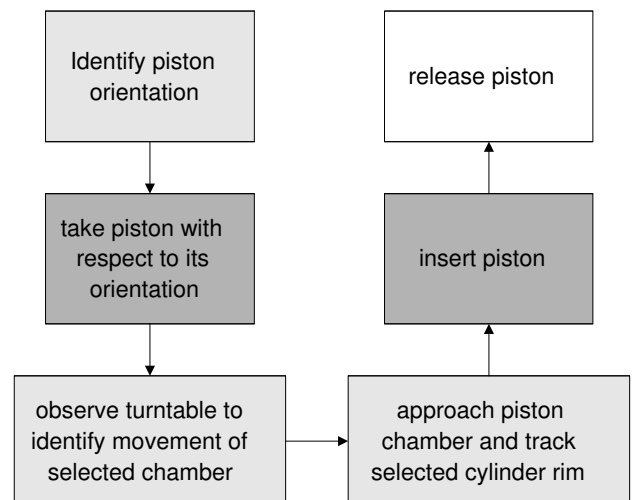 Identify piston
orientation
take piston with
respect to its
orientation
observe turntable to
identify movement of
selected chamber
approach piston
chamber and track
selected cylinder rim
insert piston
release piston